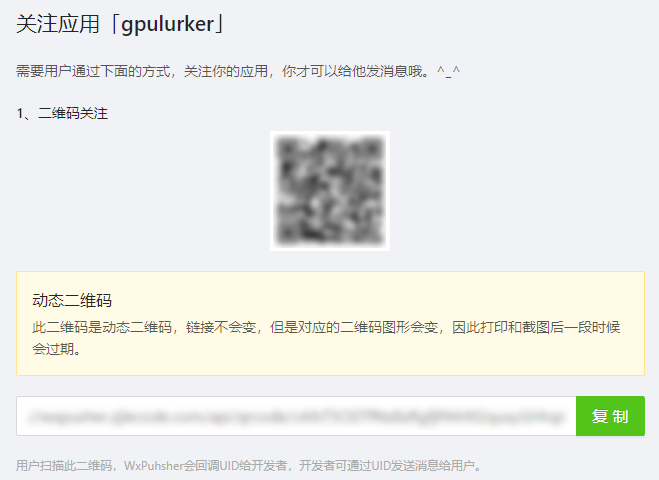 关注应用「gpulurker」
需要用户通过下面的方式，关注你的应用，你才可以给他发消息哦。^_^
1、二维码关注
动态二维码
此二维码是动态二维码，链接不会变，但是对应的二维码图形会变，因此打印和截图后一段时候
会过期。
复制
用户扫描此二维码，WxPuhsher会回调UID给开发者，开发者可通过UID发送消息给用户。